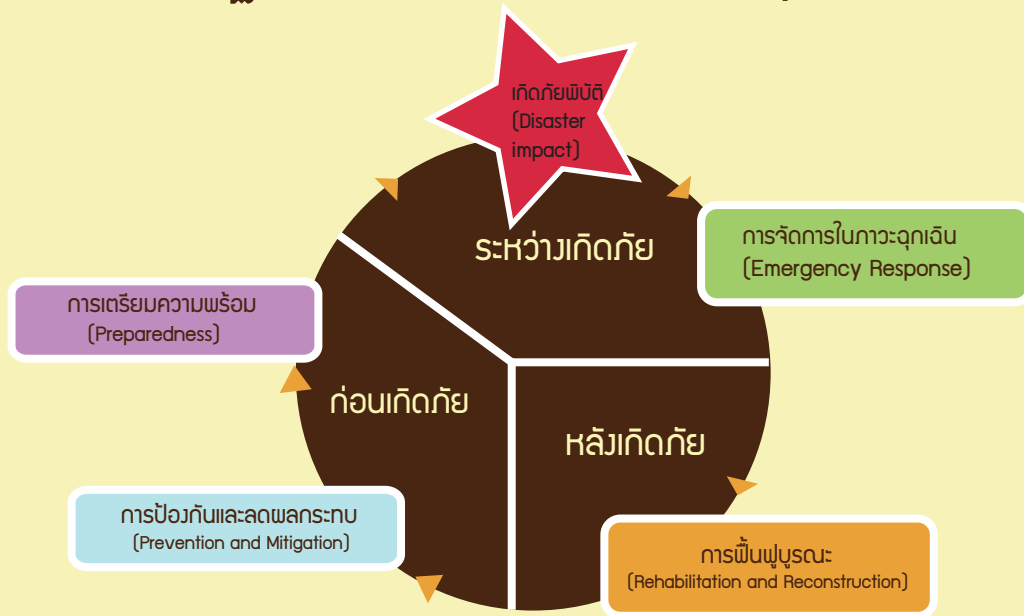 เกิดภัยพิบัติ
(Disaster
impact)
ระหว่างเกิดภัย
การจัดการในภาวะฉุกเฉิน
(Emergency Response)
การเตรียมความพร้อม
(Preparedness)
ก่อนเกิดภัย
หลังเกิดภัย
การป้องกันและลดผลกระทบ
(Prevention and Mitigation)
การฟื้นฟูบูรณะ
(Rehabilitation and Reconstruction)